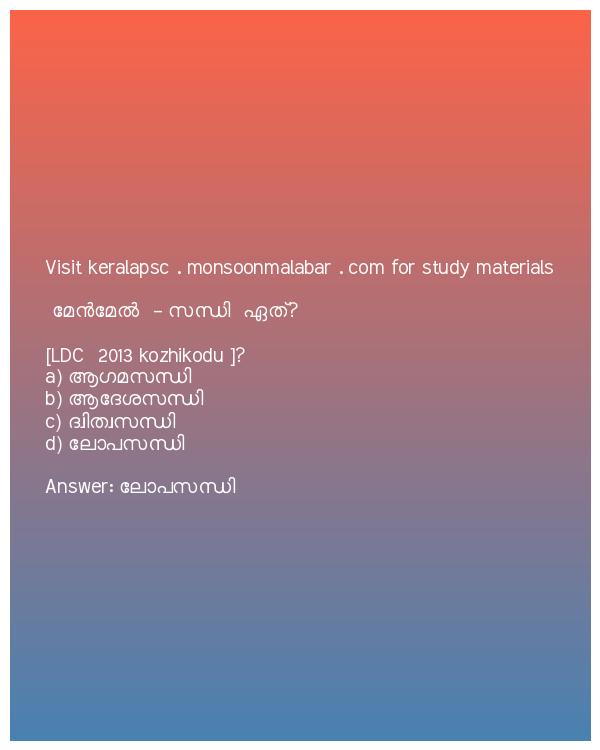 Visit keralapsc . monsoonmalabar . com for study materials
മേൻമേൽ - സന്ധി ഏത്?
[LDC 2013 kozhikodu ]?
a) ആഗമസന്ധി
b) ആദേശസന്ധി
c) ദ്വിത്വസന്ധി
d) ലോപസന്ധി
Answer: ലോപസന്ധി